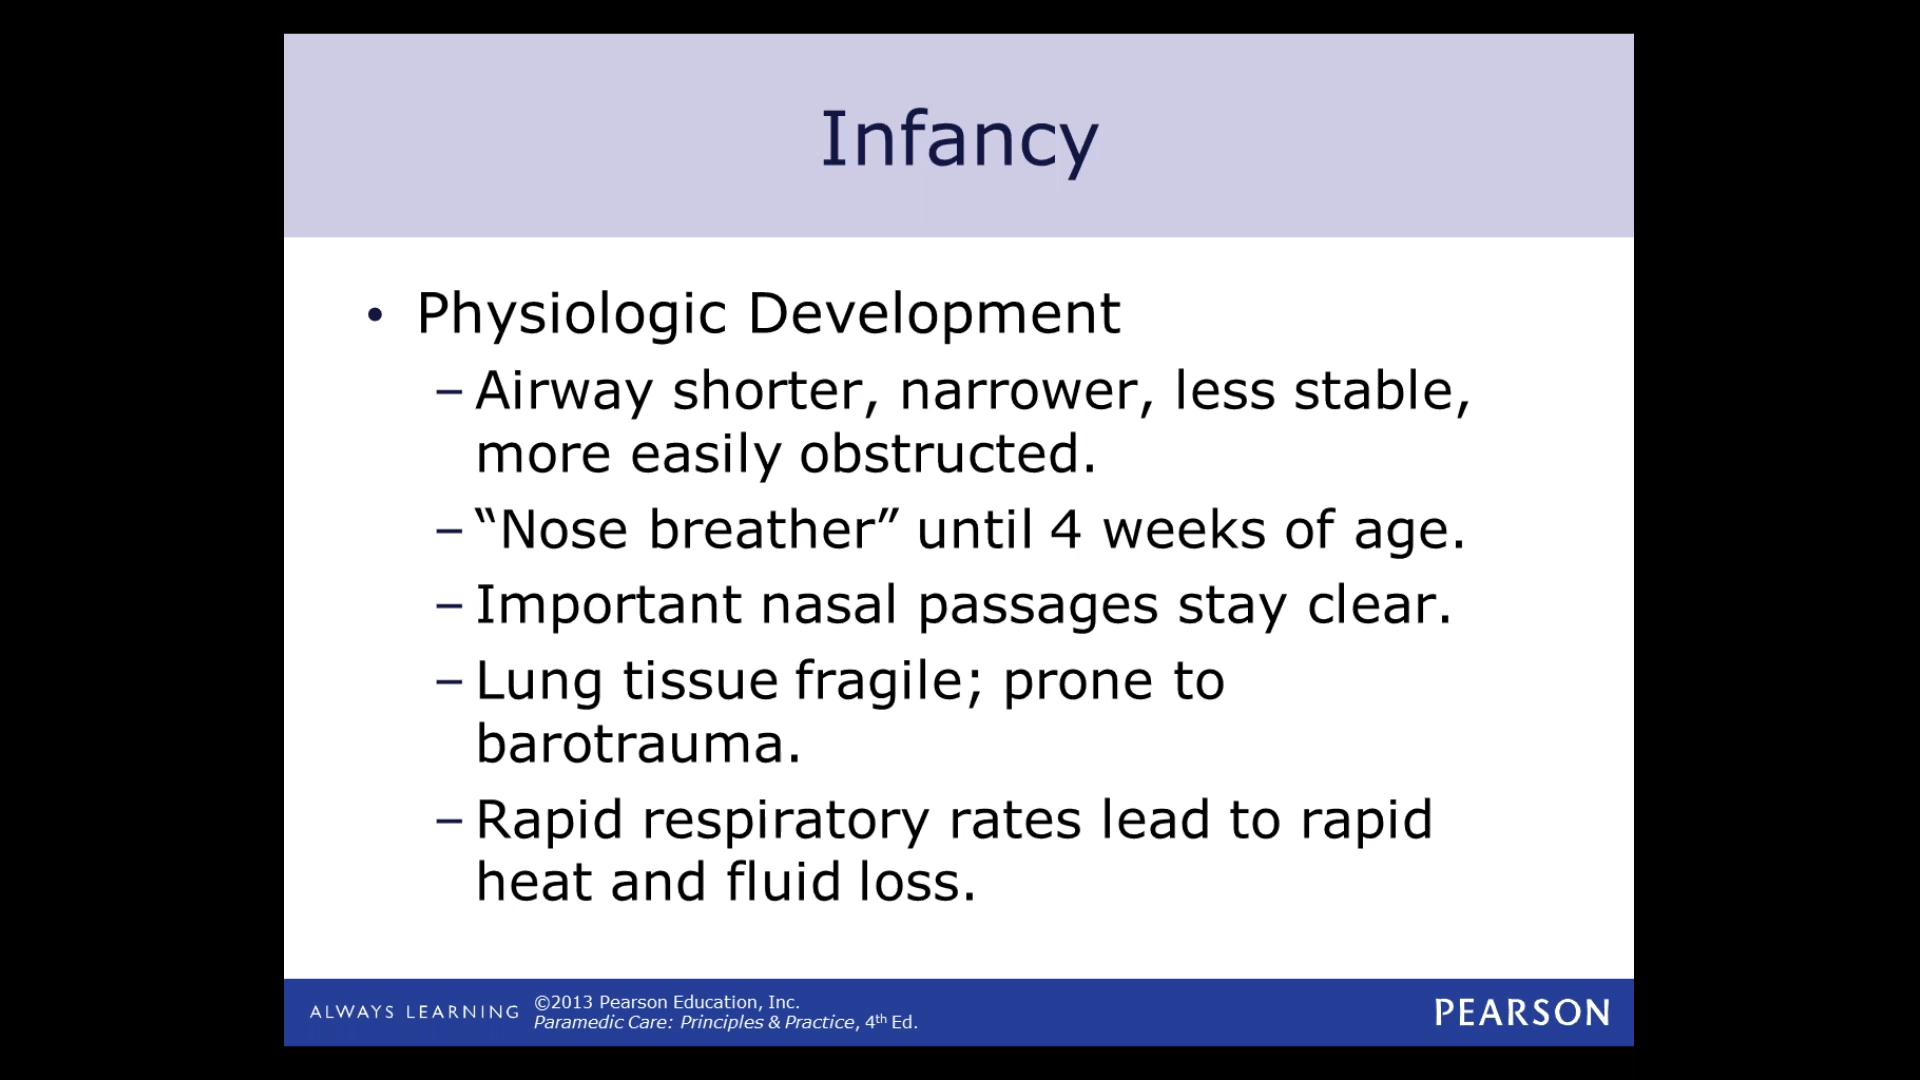 Infancy
• Physiologic Development
– Airway shorter, narrower, less stable,
more easily obstructed.
– “Nose breather” until 4 weeks of age.
– Important nasal passages stay clear.
– Lung tissue fragile; prone to
barotrauma.
– Rapid respiratory rates lead to rapid
heat and fluid loss.
ALWAYS LEARNING
©2013 Pearson Education, Inc.
Paramedic Care: Principles & Practice, 4th Ed.
PEARSON